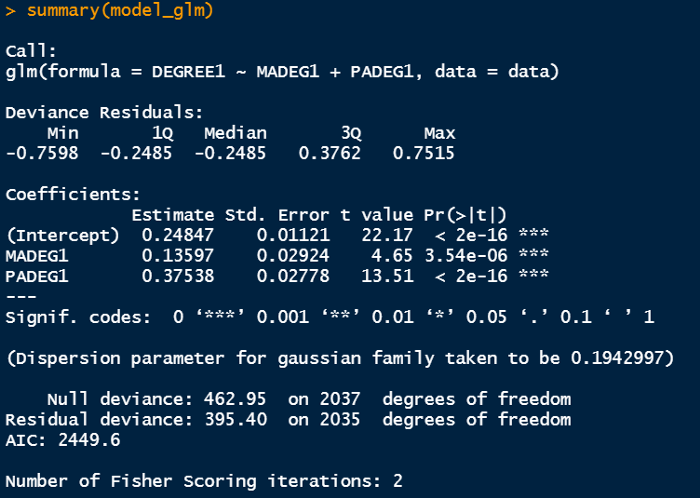 > summary(model_glm)
Call:
glm(formula = DEGREE1 ~ MADEG1 + PADEG1, data = data)
Deviance Residuals:
    Min       1Q   Median       3Q      Max
-0.7598  -0.2485  -0.2485   0.3762   0.7515
Coefficients:
            Estimate Std. Error t value Pr(>|t|)
(Intercept)  0.24847    0.01121   22.17  < 2e-16 ***
MADEG1       0.13597    0.02924    4.65 3.54e-06 ***
PADEG1       0.37538    0.02778   13.51  < 2e-16 ***
---
Signif. codes:  0 ‘***’ 0.001 ‘**’ 0.01 ‘*’ 0.05 ‘.’ 0.1 ‘ ’ 1
(Dispersion parameter for gaussian family taken to be 0.1942997)
    Null deviance: 462.95  on 2037  degrees of freedom
Residual deviance: 395.40  on 2035  degrees of freedom
AIC: 2449.6
Number of Fisher Scoring iterations: 2